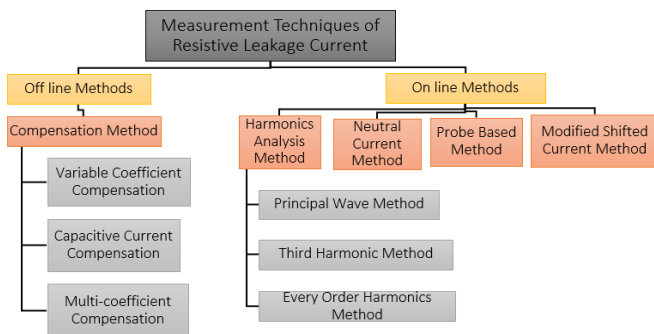 Measurement Techniques of
Resistive Leakage Current
Off line Methods
On line Methods
Compensation Method
Harmonics
Analysis
Method
Neutral
Current
Method
Probe Based
Method
Modified Shifted
Current Method
Variable Coefficient
Compensation
Capacitive Current
Compensation
Multi-coefficient
Compensation
Principal Wave Method
Third Harmonic Method
Every Order Harmonics
Method